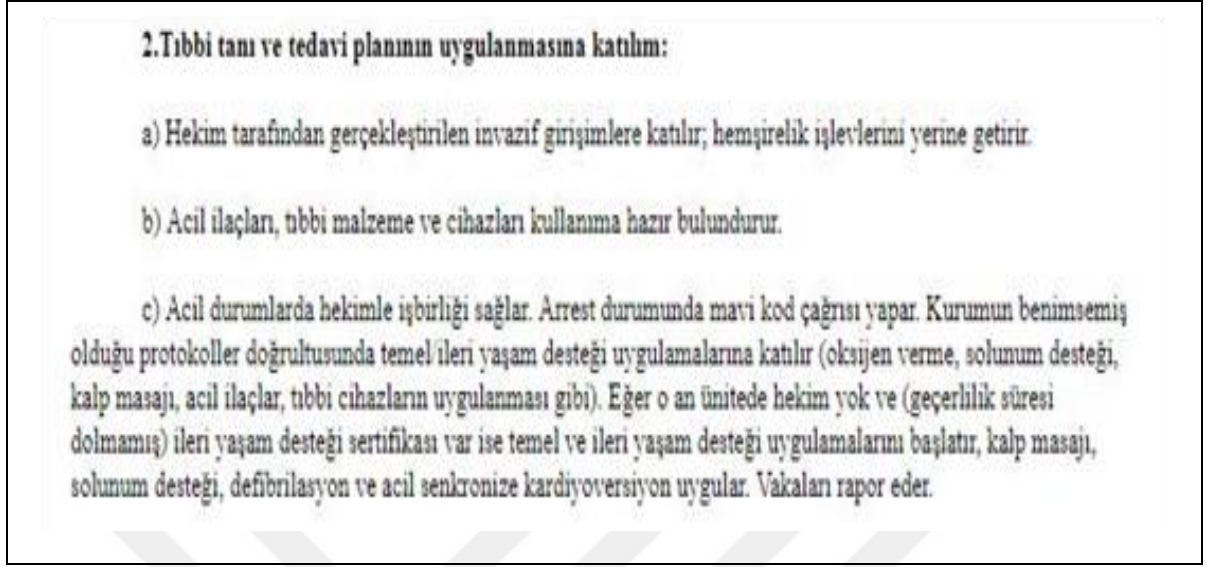 2.Tıbbi tanı ve tedavi planının uygulanmasına katılım:
a) Hekim tarafından gerçekleştirilen invazif girişimlere katılır; hemşirelik işlevlerini yerine getirir.
b) Acil ilaçları, tıbbi malzeme ve cihazları kullanıma hazır bulundurur.
c) Acil durumlarda hekimle işbirliği sağlar. Arrest durumunda mavi kod çağrısı yapar. Kurumun benimsemiş
olduğu protokoller doğrultusunda temel/ileri yaşam desteği uygulamalarına katılır (oksijen verme, solunum desteği,
kalp masajı, acil ilaçlar, tıbbi cihazların uygulanması gibi). Eğer o an ünitede hekim yok ve (geçerlilik süresi
dolmamış) ileri yaşam desteği sertifikası var ise temel ve ileri yaşam desteği uygulamalarını başlatır, kalp masajı,
solunum desteği, defibrilasyon ve acil senkronize kardiyoversiyon uygular. Vakaları rapor eder.